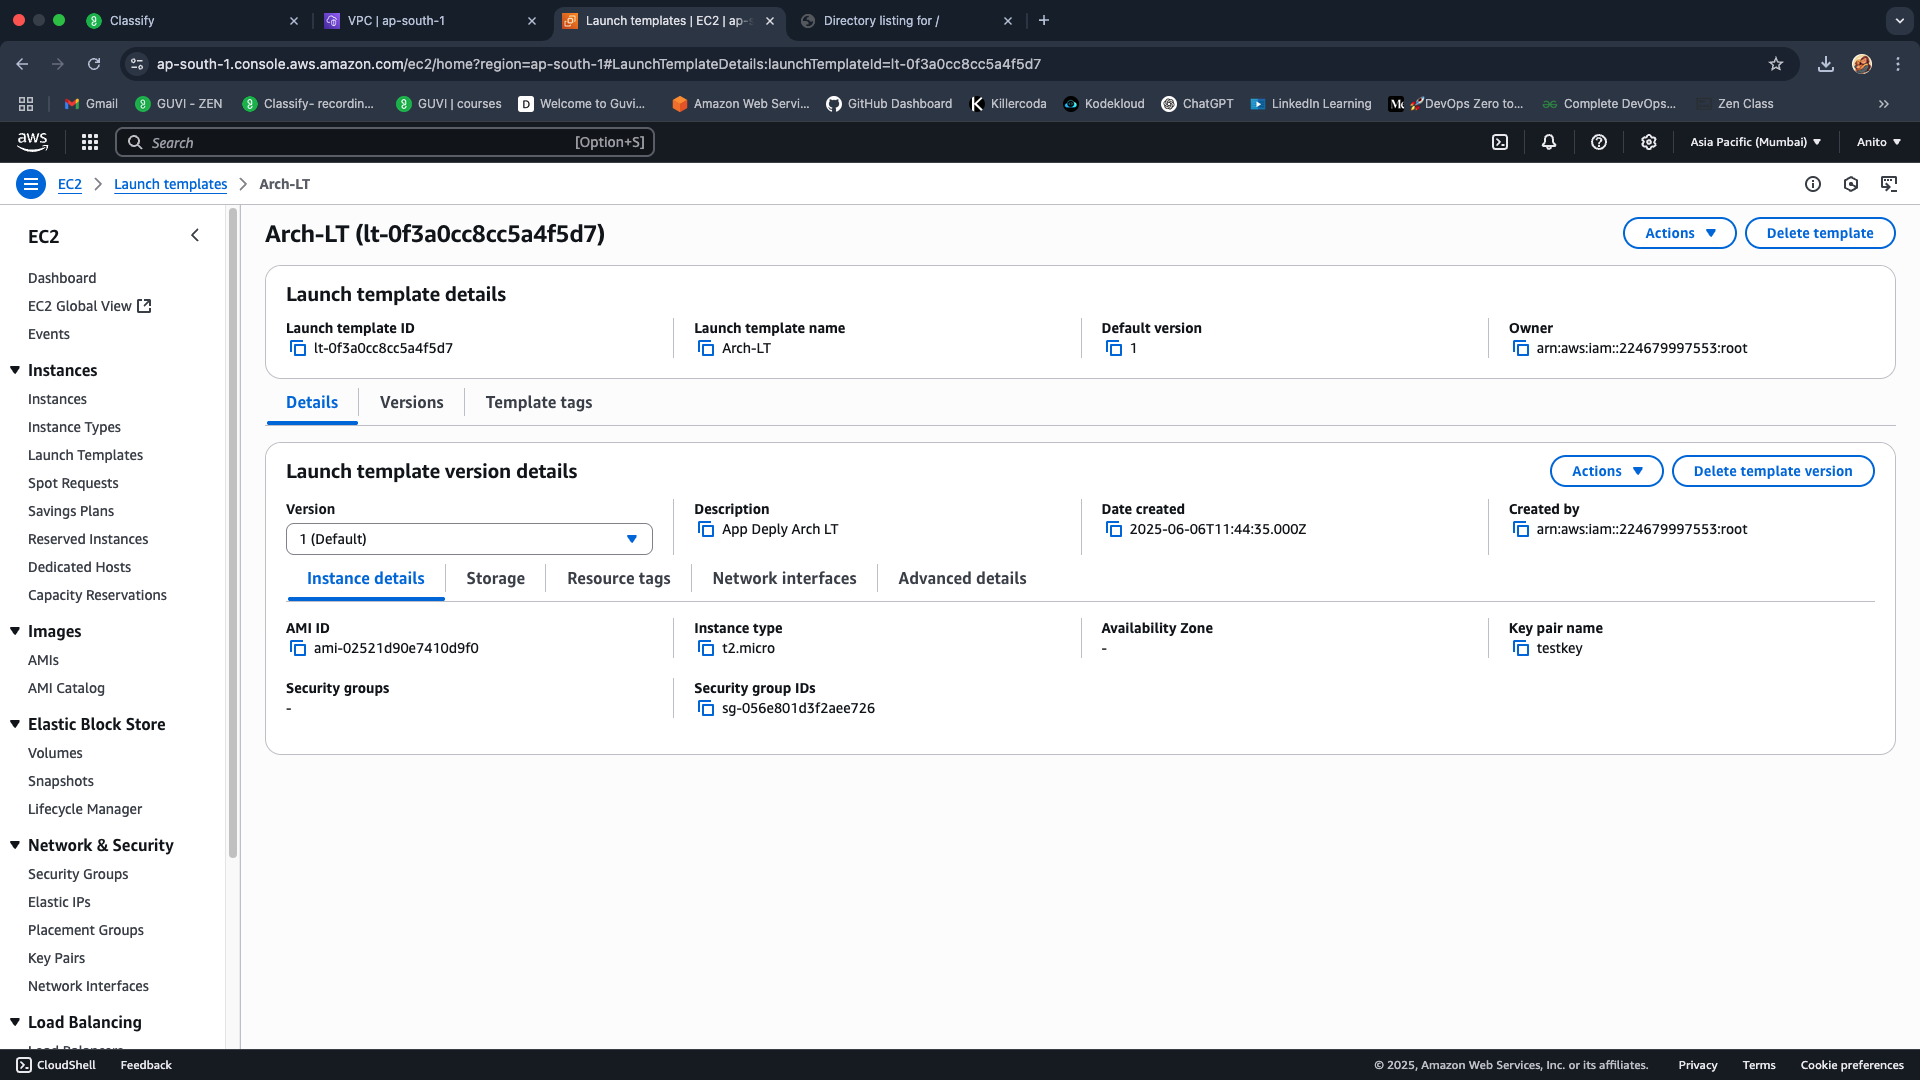 Classify
VPC | ap-south-1
Launch templates | EC2 | ap-s
Directory listing for /
ap-south-1.console.aws.amazon.com/ec2/home?region=ap-south-1#LaunchTemplateDetails:launchTemplateId=lt-0f3a0cc8cc5a4f5d7
Gmail
GUVI - ZEN
Classify- recordin...
GUVI | courses
Welcome to Guvi...
Amazon Web Servi...
GitHub Dashboard
Killercoda
Kodekloud
ChatGPT
LinkedIn Learning
🚀DevOps Zero to...
Complete DevOps...
Zen Class
aws
Search
[Option+S]
Asia Pacific (Mumbai)
Anito
EC2
Launch templates
Arch-LT
EC2
Dashboard
EC2 Global View
Events
Instances
Instances
Instance Types
Launch Templates
Spot Requests
Savings Plans
Reserved Instances
Dedicated Hosts
Capacity Reservations
Images
AMIs
AMI Catalog
Elastic Block Store
Volumes
Snapshots
Lifecycle Manager
Network & Security
Security Groups
Elastic IPs
Placement Groups
Key Pairs
Network Interfaces
Load Balancing
Arch-LT (lt-0f3a0cc8cc5a4f5d7)
Actions
Delete template
Launch template details
Launch template ID
lt-0f3a0cc8cc5a4f5d7
Launch template name
Arch-LT
Default version
1
Owner
arn:aws:iam::224679997553:root
Details
Versions
Template tags
Launch template version details
Actions
Delete template version
Version
1 (Default)
Description
App Deply Arch LT
Date created
2025-06-06T11:44:35.000Z
Created by
arn:aws:iam::224679997553:root
Instance details
Storage
Resource tags
Network interfaces
Advanced details
AMI ID
ami-02521d90e7410d9f0
Instance type
t2.micro
Availability Zone
-
Key pair name
testkey
Security groups
-
Security group IDs
sg-056e801d3f2aee726
CloudShell
Feedback
© 2025, Amazon Web Services, Inc. or its affiliates.
Privacy
Terms
Cookie preferences